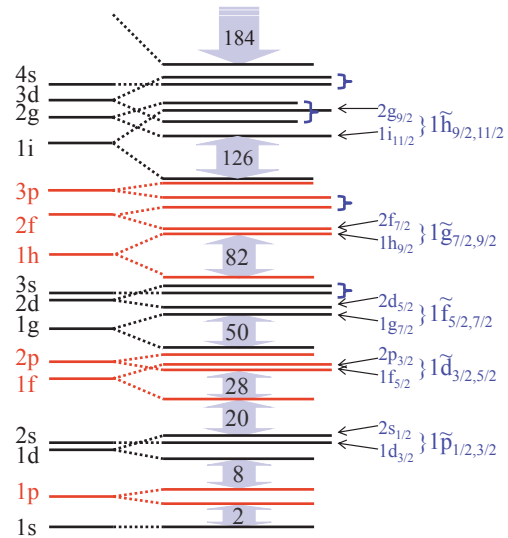 184
4s
3d
2g
1i
2g9/2
1i11/2
} 1h̃9/2,11/2
126
3p
2f
1h
2f7/2
1h9/2
} 1g̃7/2,9/2
82
3s
2d
1g
2d5/2
1g7/2
} 1f̃5/2,7/2
50
2p
1f
2p3/2
1f5/2
} 1d̃3/2,5/2
28
20
2s
1d
2s1/2
1d3/2
} 1p̃1/2,3/2
8
1p
2
1s